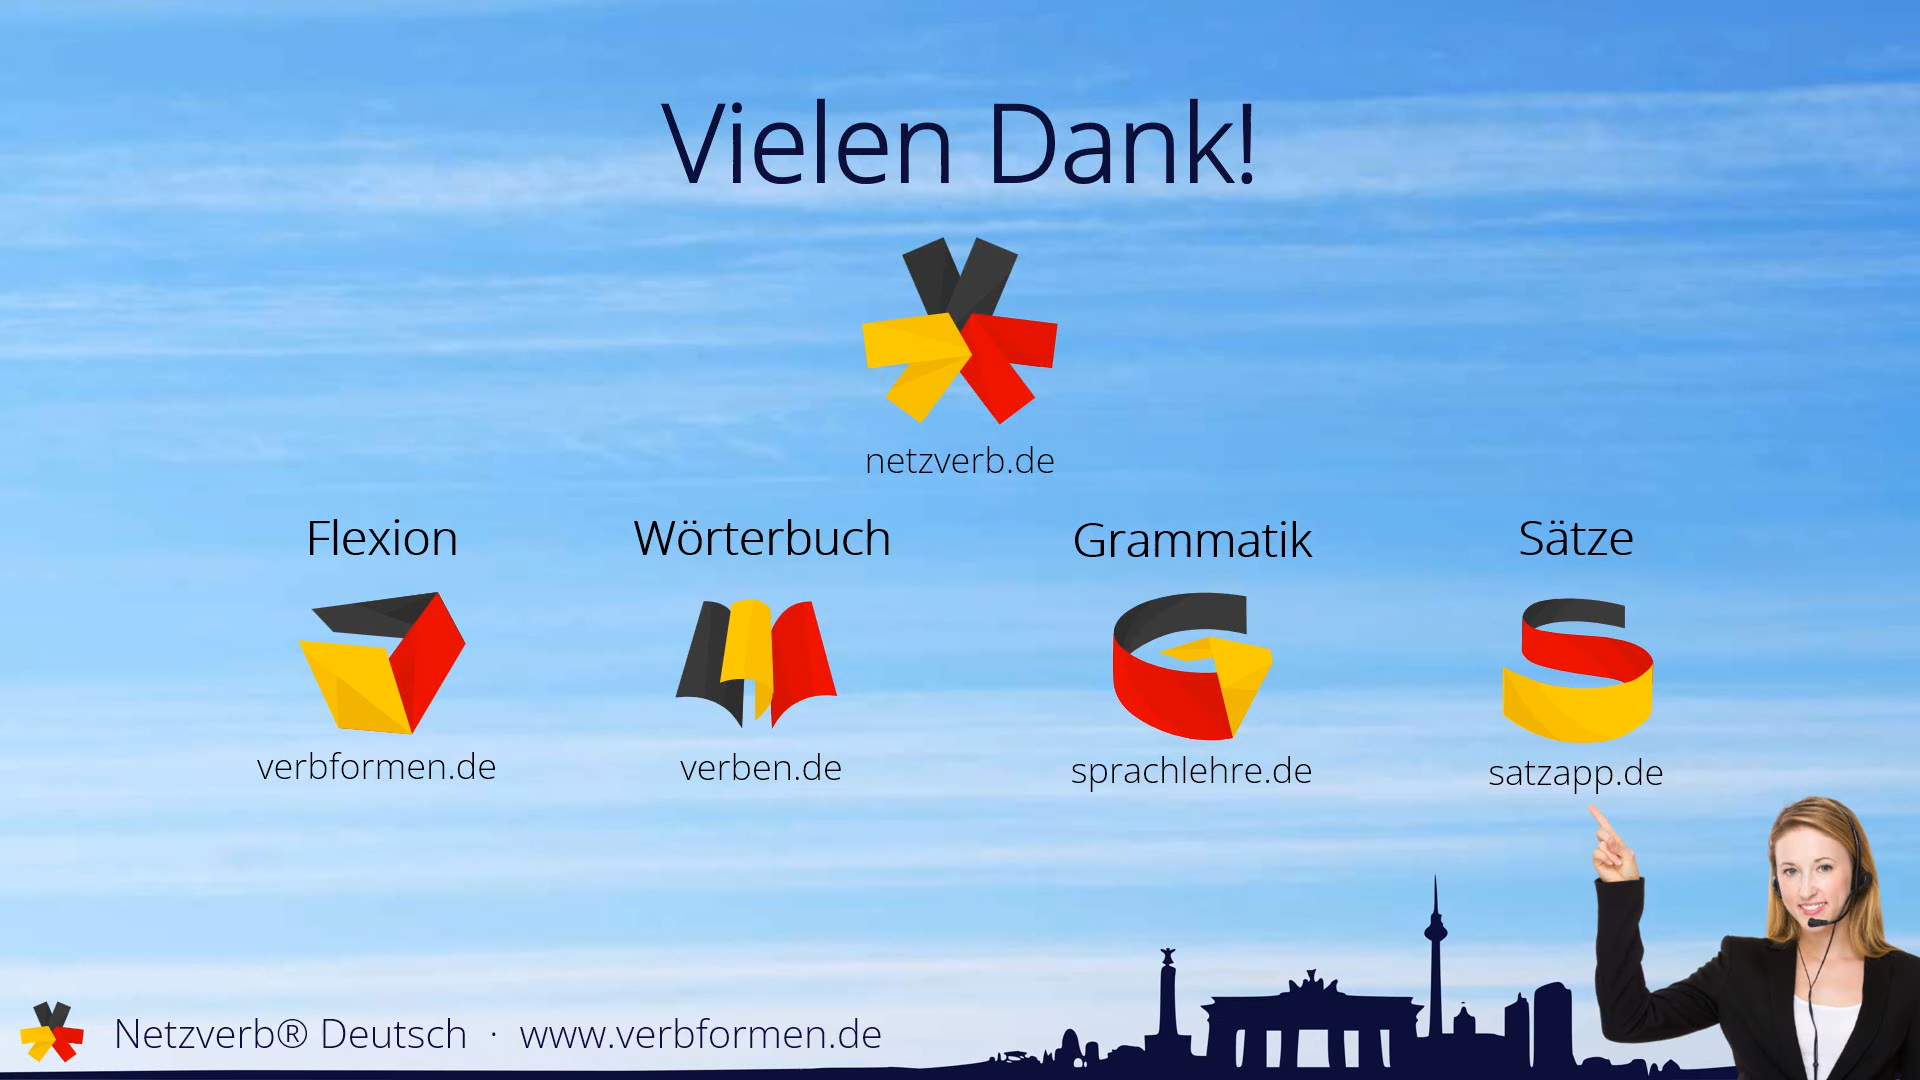 Vielen Dank!
netzverb.de
Flexion
Wörterbuch
Grammatik
Sätze
verbformen.de
verben.de
sprachlehre.de
satzapp.de
Netzverb® Deutsch · www.verbformen.de